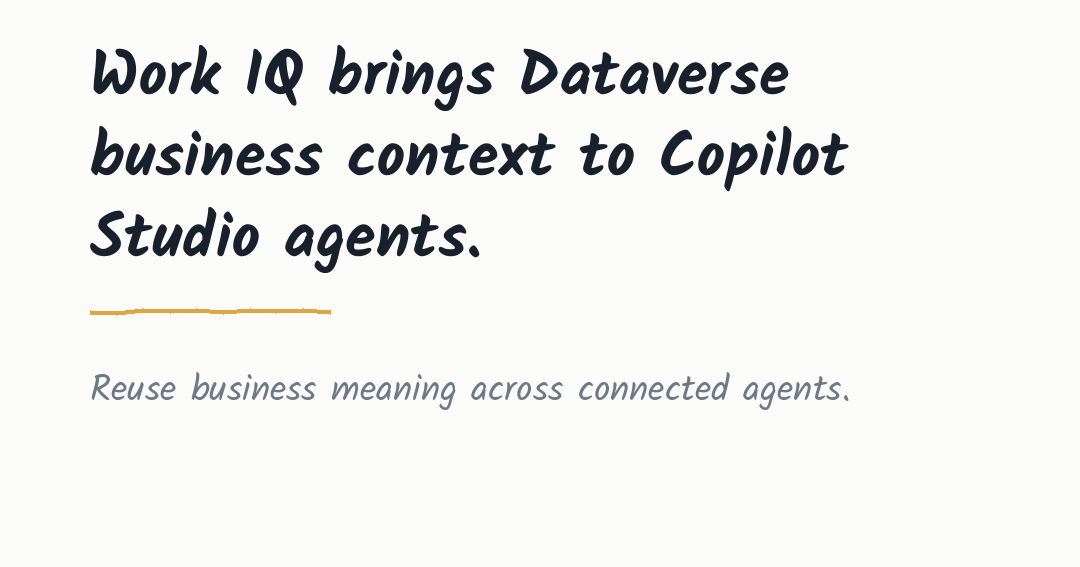 Work IQ brings Dataverse
business context to Copilot
Studio agents.
Reuse business meaning across connected agents.